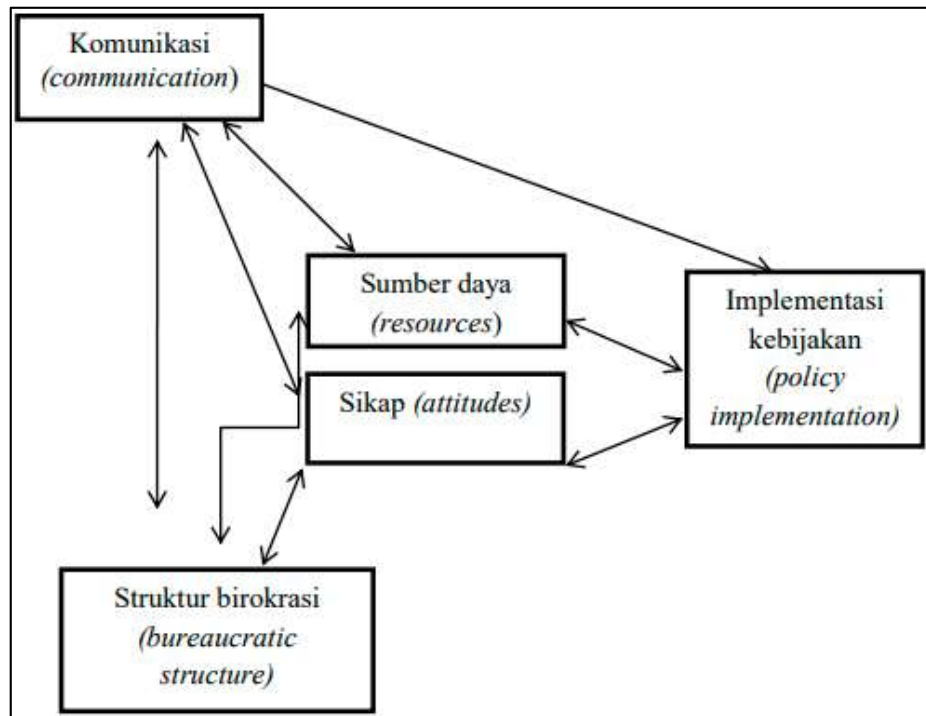 Komunikasi
(communication)
Sumber daya
(resources)
Sikap (attitudes)
Implementasi
kebijakan
(policy
implementation)
Struktur birokrasi
(bureaucratic
structure)